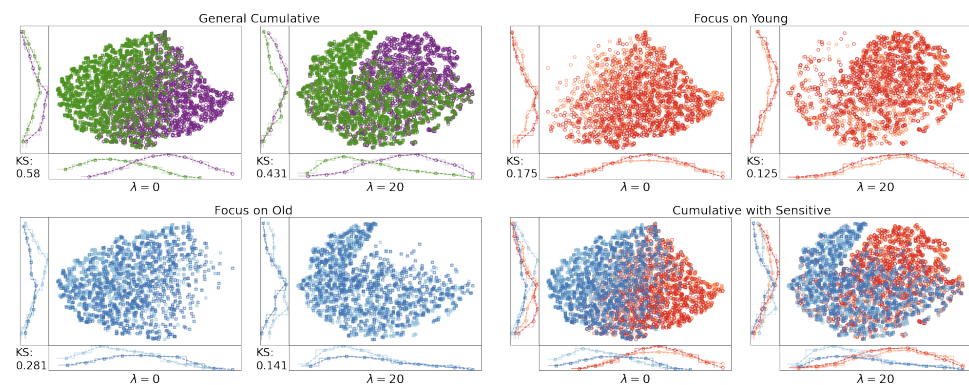 General Cumulative
KS:
0.58
λ = 0
KS:
0.431
λ = 20
Focus on Young
KS:
0.175
λ = 0
KS:
0.125
λ = 20
Focus on Old
KS:
0.281
λ = 0
KS:
0.141
λ = 20
Cumulative with Sensitive
λ = 0
λ = 20